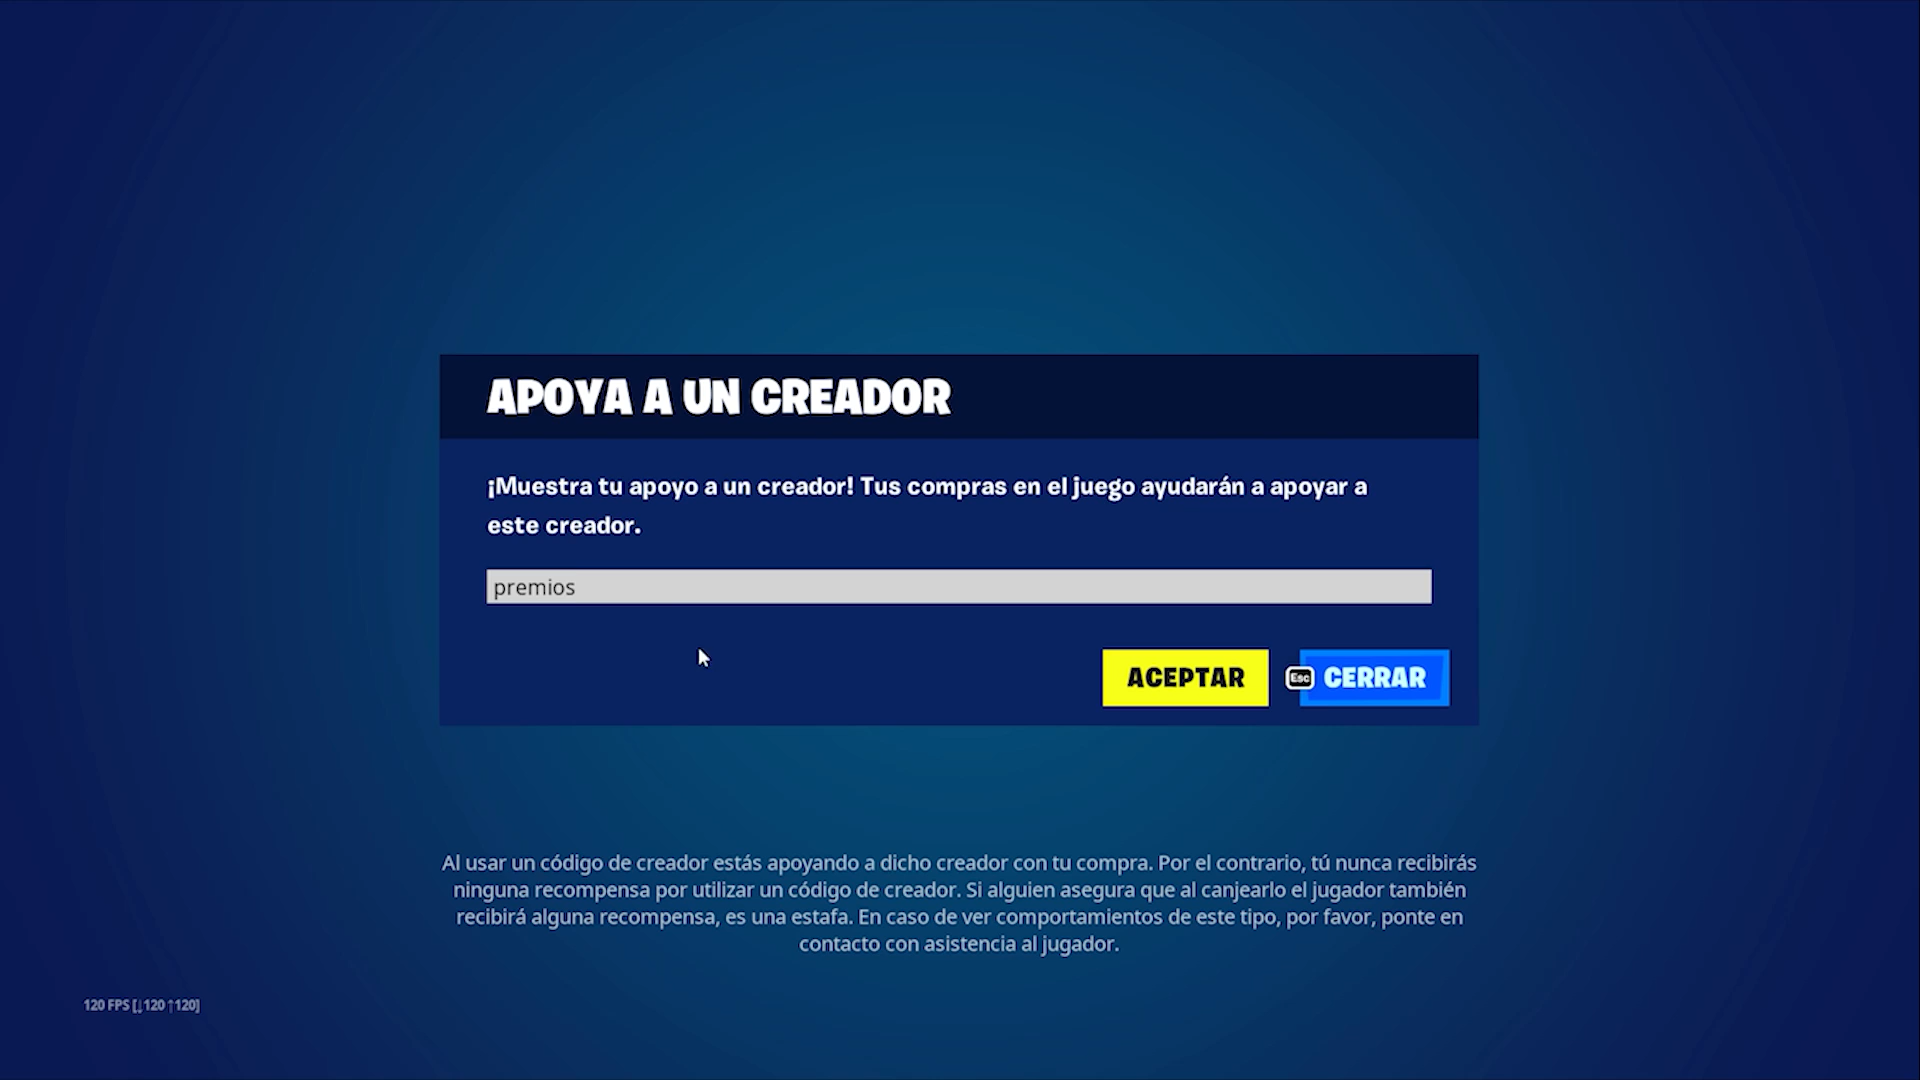 APOYA A UN CREADOR
¡Muestra tu apoyo a un creador! Tus compras en el juego ayudarán a apoyar a
este creador.
premios
ACEPTAR
Esc CERRAR
Al usar un código de creador estás apoyando a dicho creador con tu compra. Por el contrario, tú nunca recibirás
ninguna recompensa por utilizar un código de creador. Si alguien asegura que al canjearlo el jugador también
recibirá alguna recompensa, es una estafa. En caso de ver comportamientos de este tipo, por favor, ponte en
contacto con asistencia al jugador.
120 FPS [↓120 ↑120]